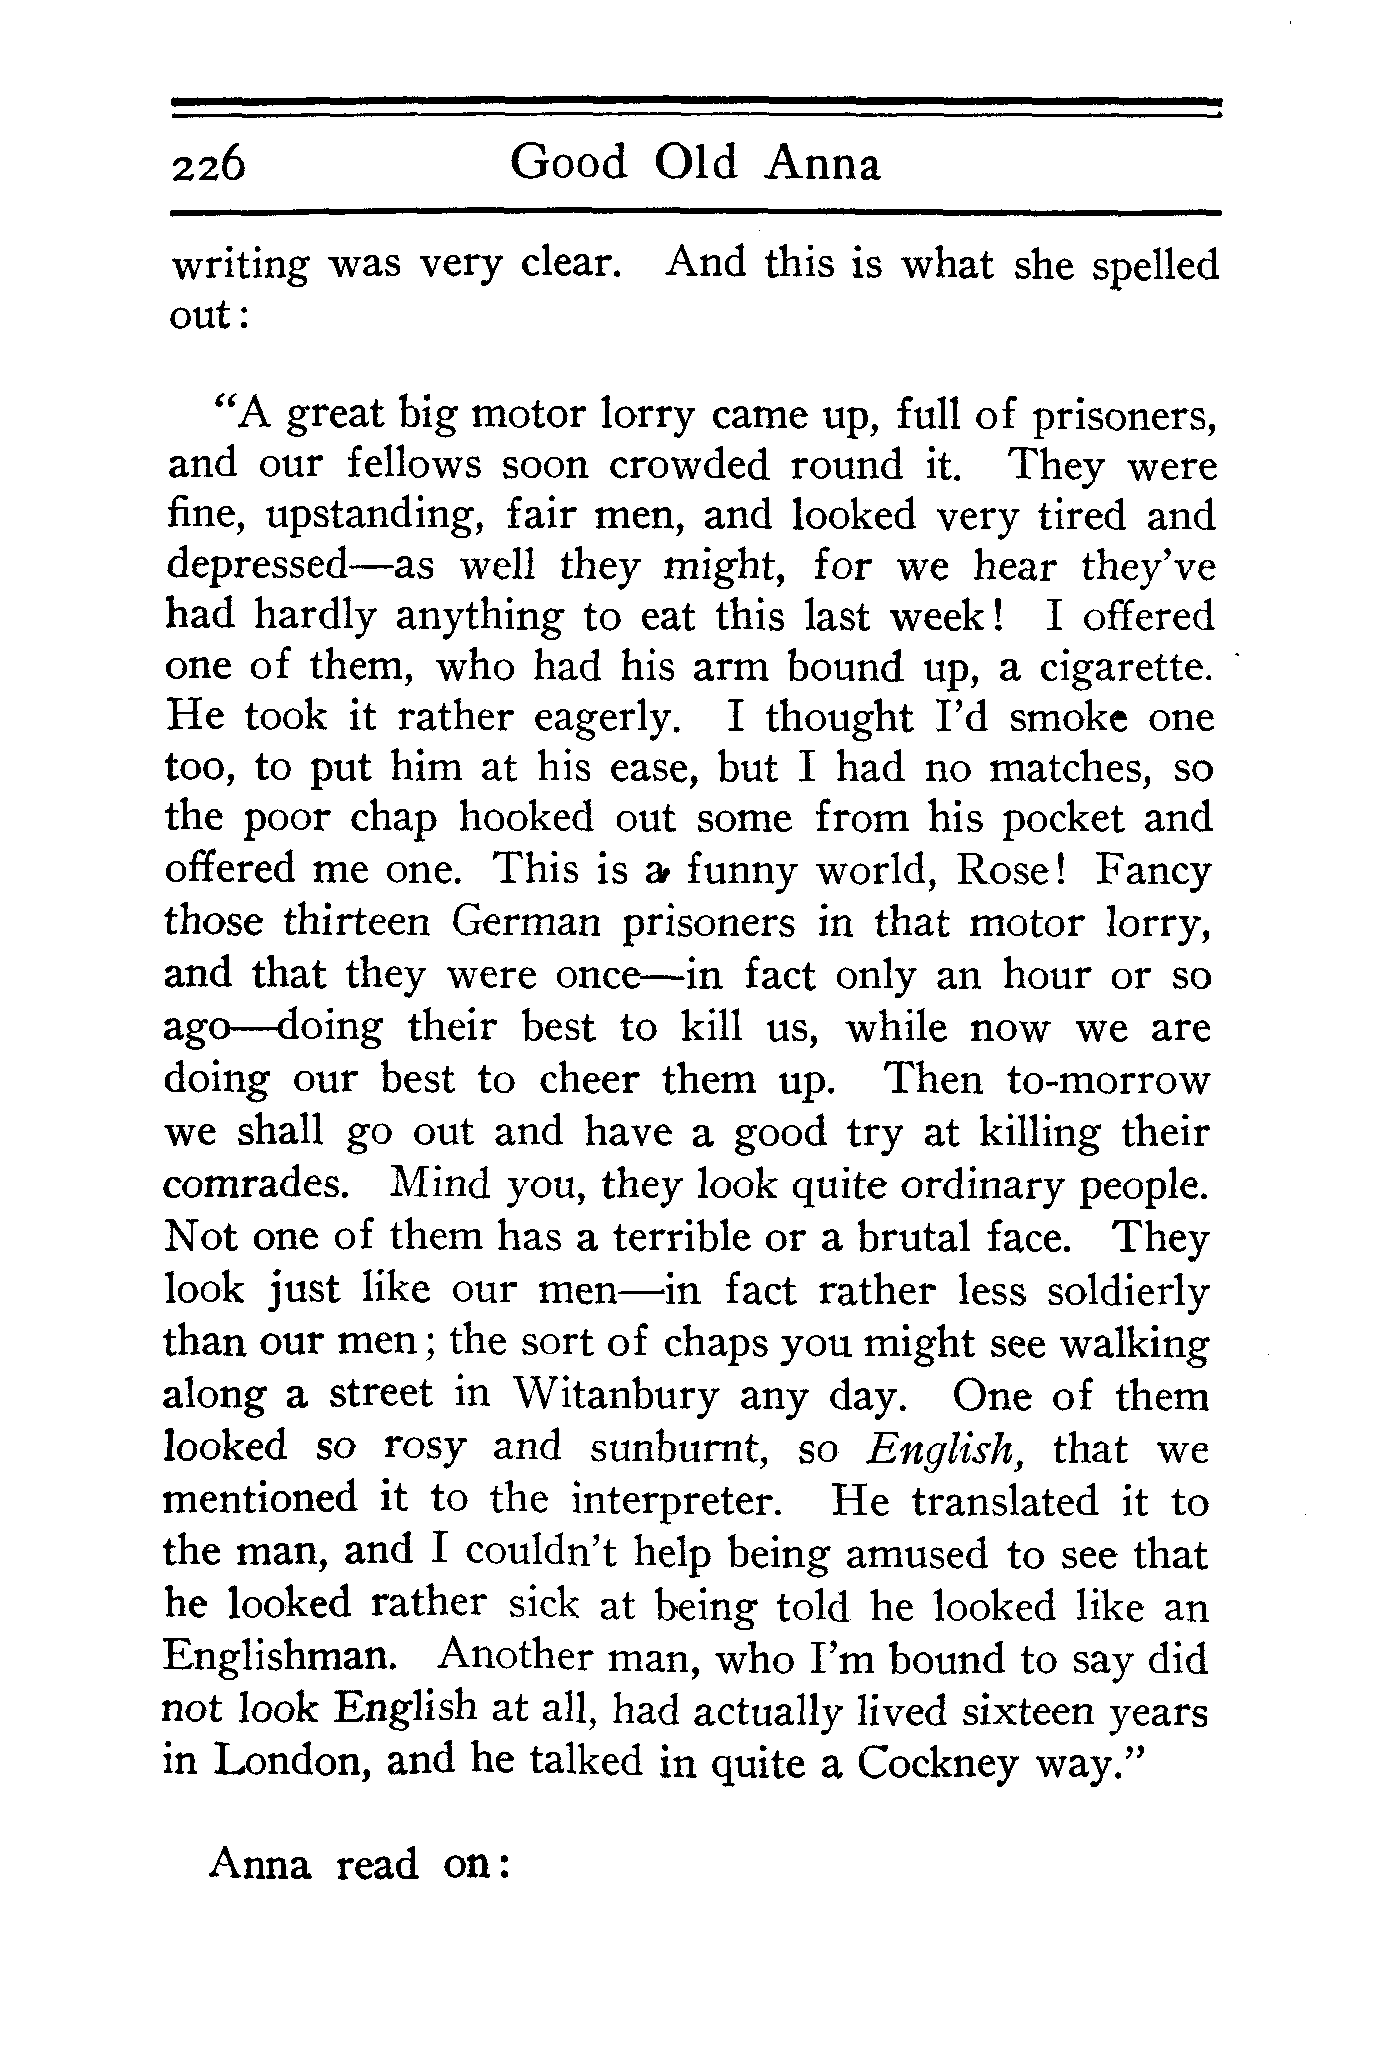 226 Good Old Anna
writing was very clear. And this is what she spelled
out:
“A great big motor lorry came up, full of prisoners,
and our fellows soon crowded round it. They were
fine, upstanding, fair men, and looked very tired and
depressed—as well they might, for we hear they’ve
had hardly anything to eat this last week! I offered
one of them, who had his arm bound up, a cigarette.
He took it rather eagerly. I thought I’d smoke one
too, to put him at his ease, but I had no matches, so
the poor chap hooked out some from his pocket and
offered me one. This is a funny world, Rose! Fancy
those thirteen German prisoners in that motor lorry,
and that they were once—in fact only an hour or so
ago—doing their best to kill us, while now we are
doing our best to cheer them up. Then to-morrow
we shall go out and have a good try at killing their
comrades. Mind you, they look quite ordinary people.
Not one of them has a terrible or a brutal face. They
look just like our men—in fact rather less soldierly
than our men; the sort of chaps you might see walking
along a street in Witanbury any day. One of them
looked so rosy and sunburnt, so English, that we
mentioned it to the interpreter. He translated it to
the man, and I couldn’t help being amused to see that
he looked rather sick at being told he looked like an
Englishman. Another man, who I’m bound to say did
not look English at all, had actually lived sixteen years
in London, and he talked in quite a Cockney way.”
Anna read on: